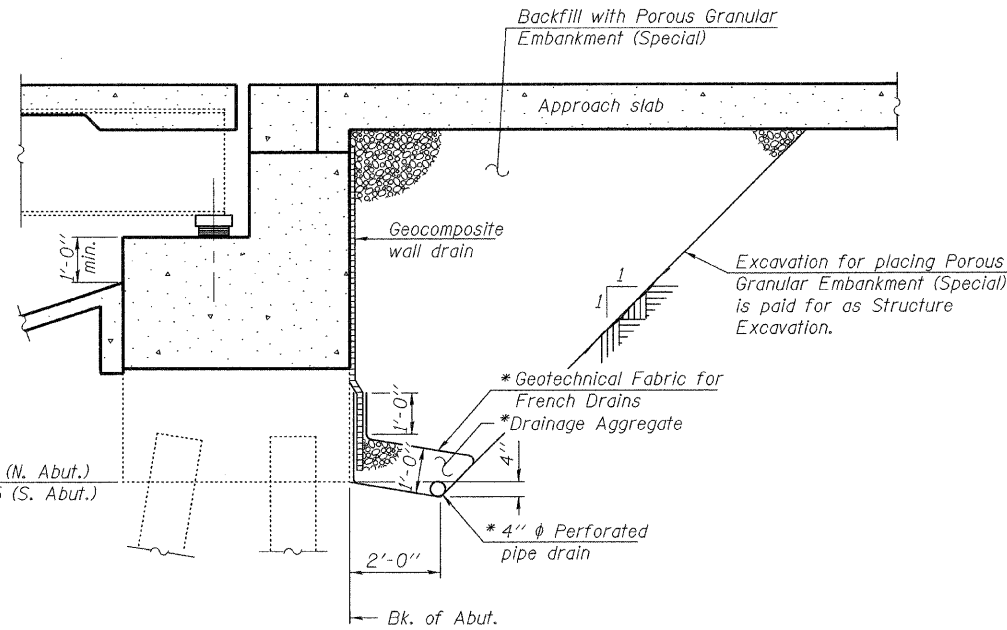 Backfill with Porous Granular
Embankment (Special)
Approach slab
1'-0"
min.
Geocomposite
wall drain
1
1
Excavation for placing Porous
Granular Embankment (Special)
is paid for as Structure
Excavation.
* Geotechnical Fabric for
French Drains
1'-0"
*Drainage Aggregate
1'-0"
4"
(N. Abut.)
(S. Abut.)
* 4" ϕ Perforated
pipe drain
2'-0"
Bk. of Abut.